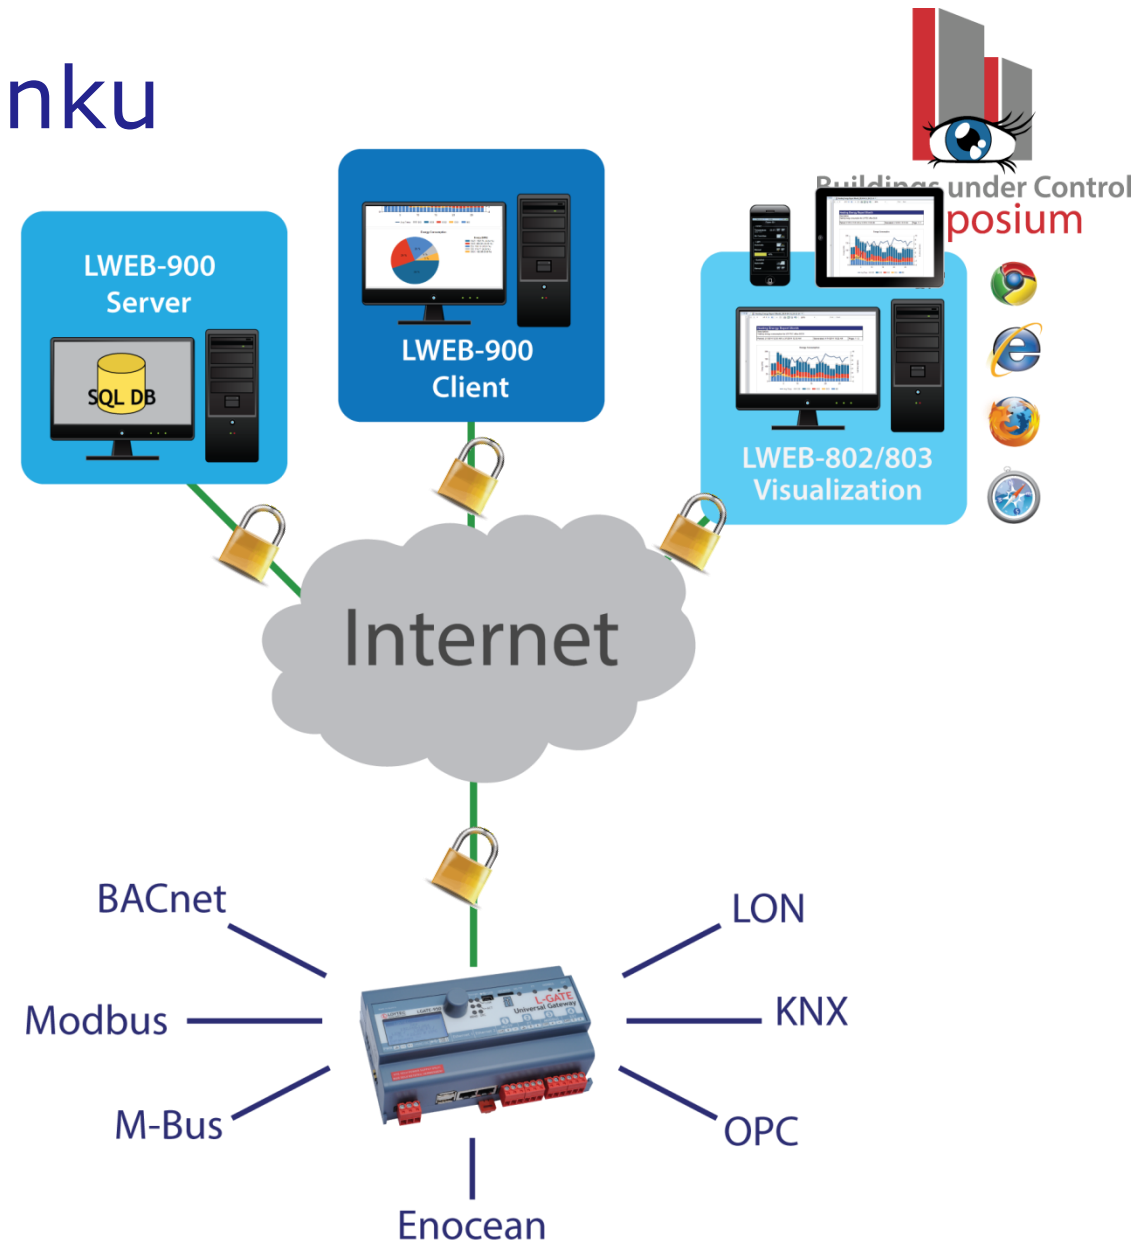 nku
Buildings under Control
posium
LWEB-900
Server
SQL DB
LWEB-900
Client
LWEB-802/803
Visualization
Internet
BACnet
LON
Modbus
KNX
M-Bus
OPC
Enocean
L-GATE
Universal Gateway